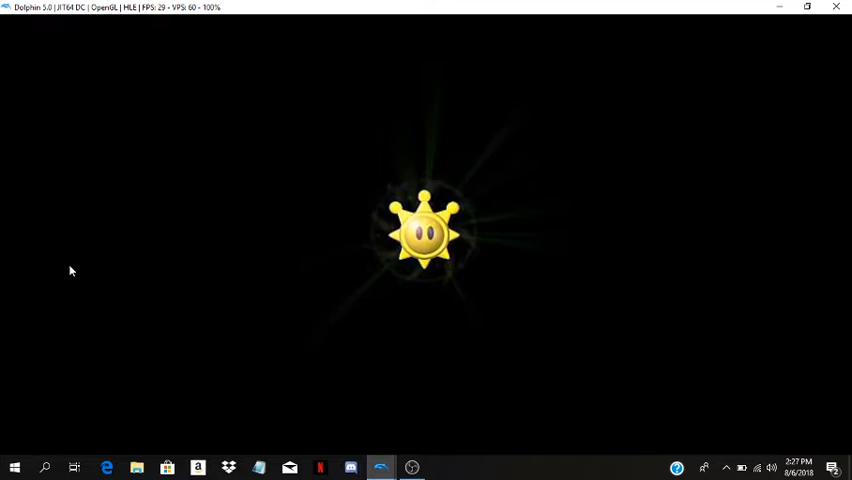 Dolphin 5.0 | JIT64 DC | OpenGL | HLE | FPS: 29 - VPS: 60 - 100%
2:27 PM
8/6/2018